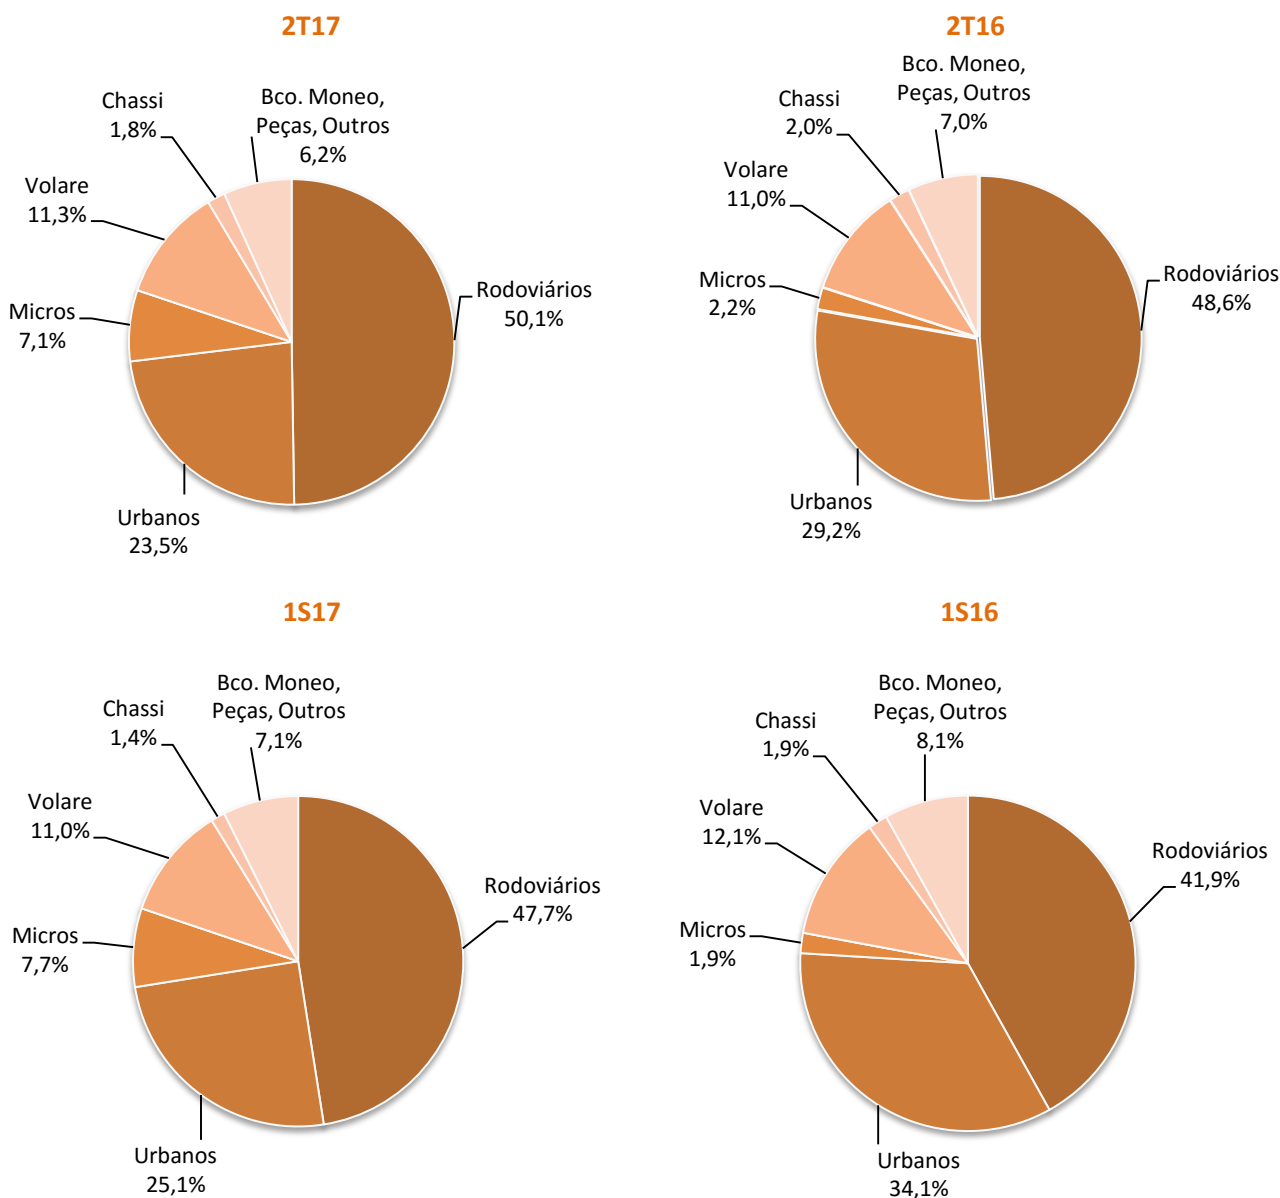 2T17
Chassi
1,8%
Bco. Moneo,
Peças, Outros
6,2%
Volare
11,3%
Micros
7,1%
Rodoviários
50,1%
Urbanos
23,5%
2T16
Bco. Moneo,
Peças, Outros
7,0%
Chassi
2,0%
Volare
11,0%
Micros
2,2%
Rodoviários
48,6%
Urbanos
29,2%
1S17
Bco. Moneo,
Peças, Outros
7,1%
Chassi
1,4%
Volare
11,0%
Micros
7,7%
Rodoviários
47,7%
Urbanos
25,1%
1S16
Bco. Moneo,
Peças, Outros
8,1%
Chassi
1,9%
Volare
12,1%
Micros
1,9%
Rodoviários
41,9%
Urbanos
34,1%